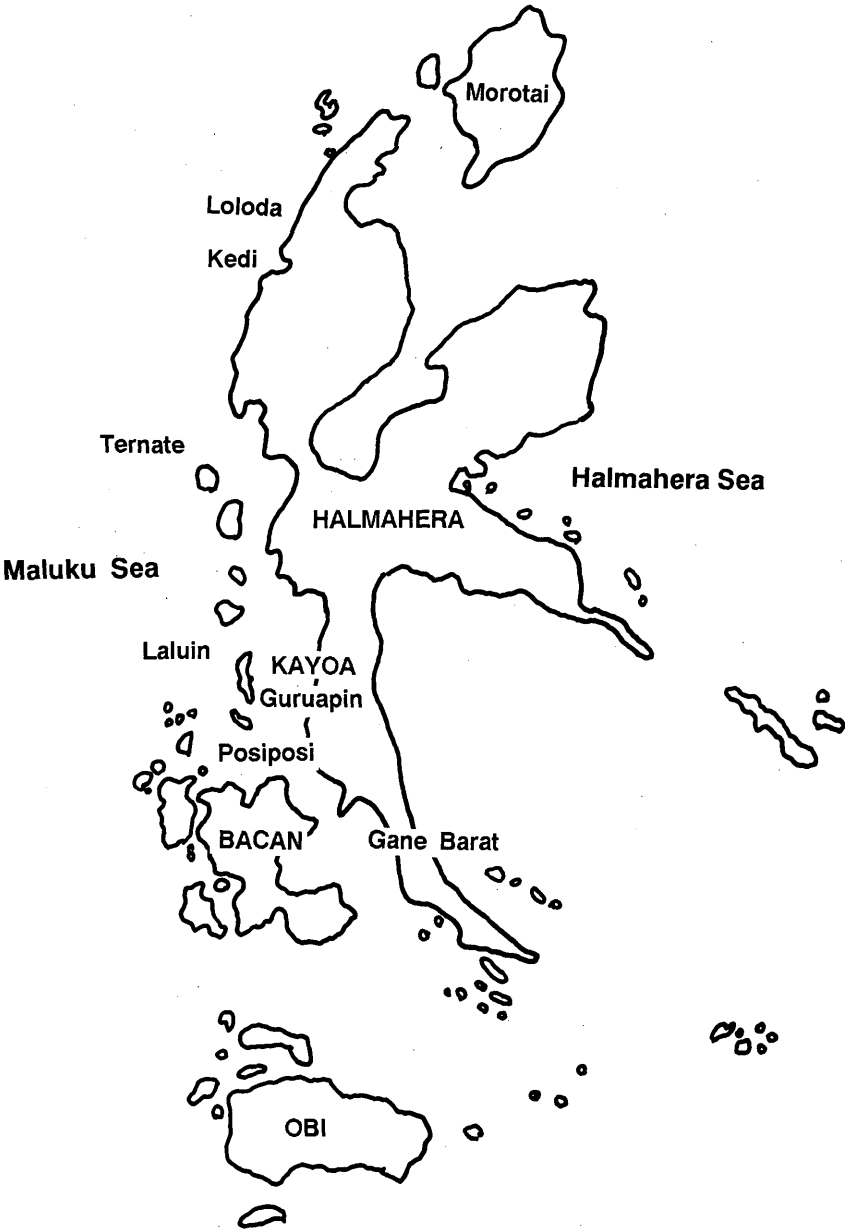 Morotai
Loloda
Kedi
Ternate
Halmahera Sea
HALMAHERA
Maluku Sea
Laluin
KAYOA
Guruapin
Posiposi
BACAN
Gane Barat
OBI